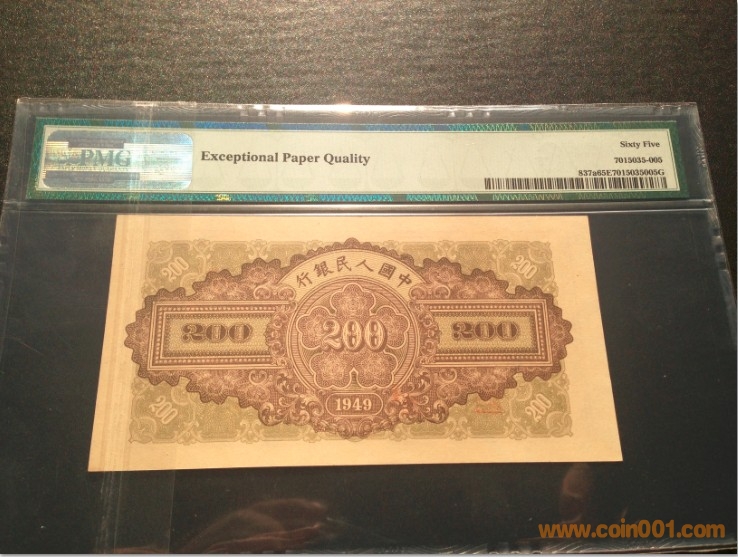 PMG
Exceptional Paper Quality
Sixty Five
7015035-005
837a65E7015035005G
中國人民銀行
200
200
200
200
200
1949
200
200
www.coin001.com